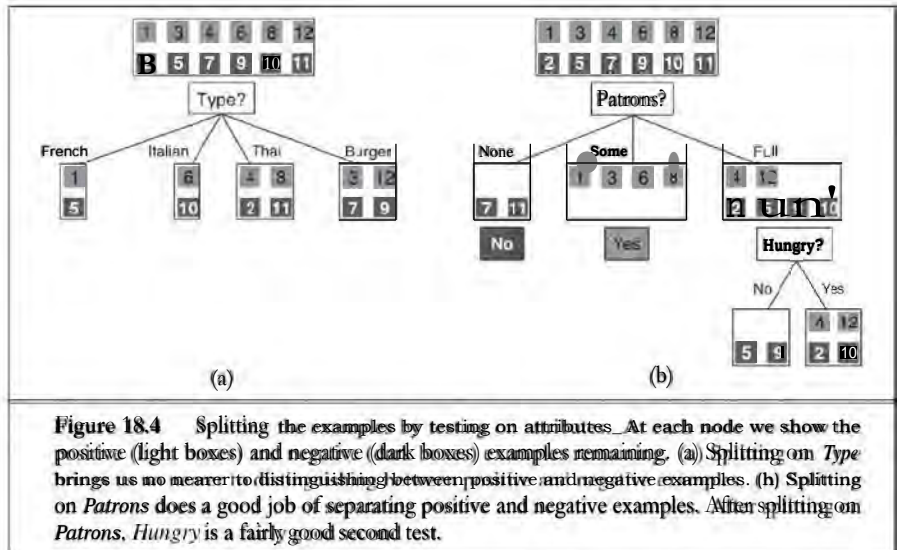 1 3 4 6 8 12 1 3 4 6 8 12
B 5 7 9 10 11 2 5 7 9 10 11
Type? Patrons?
French Italian Thai Burger None Some Full
1 6 4 8 3 12 1 3 6 8 4 12
5 10 2 11 7 9 7 11 10
No Yes Hungry?
No Yes
4 12
5 9 2 10
(a) (b)
Figure 18.4 Splitting the examples by testing on attributes. At each node we show the
positive (light boxes) and negative (dark boxes) examples remaining. (a) Splitting on Type
brings us no nearer to distinguishing between positive and negative examples. (h) Splitting
on Patrons does a good job of separating positive and negative examples. After splitting on
Patrons, Hungry is a fairly good second test.